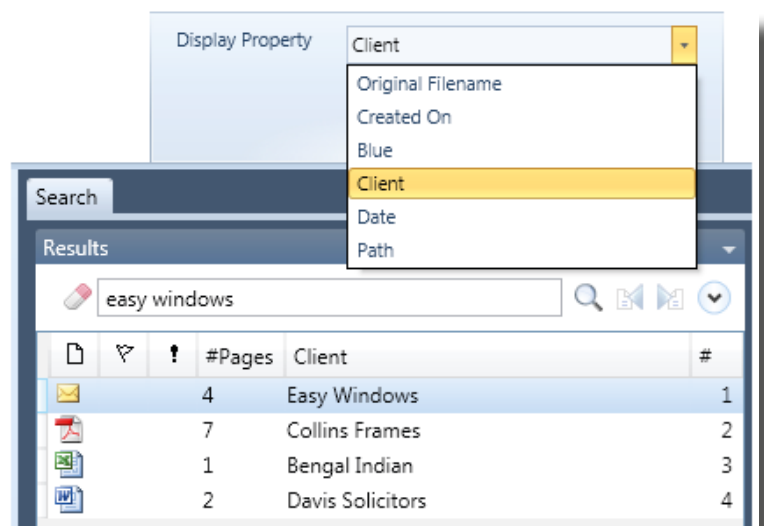 Display Property Client
Original Filename
Created On
Blue
Client
Date
Path
Search
Results
easy windows
#Pages Client #
4 Easy Windows 1
7 Collins Frames 2
1 Bengal Indian 3
2 Davis Solicitors 4